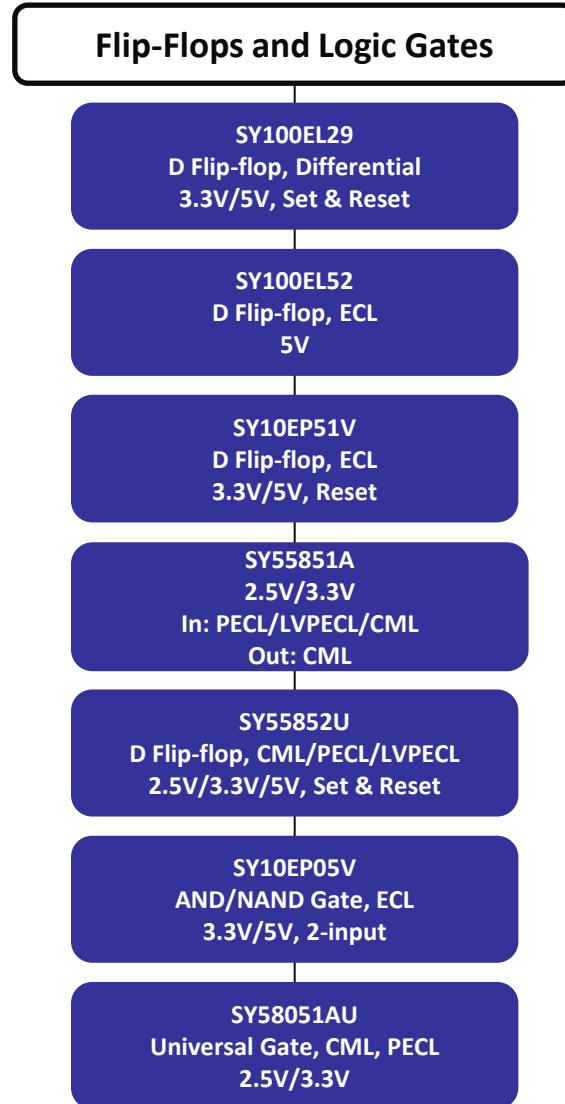 Flip-Flops and Logic Gates
SY100EL29
D Flip-flop, Differential
3.3V/5V, Set & Reset
SY100EL52
D Flip-flop, ECL
5V
SY10EP51V
D Flip-flop, ECL
3.3V/5V, Reset
SY55851A
2.5V/3.3V
In: PECL/LVPECL/CML
Out: CML
SY55852U
D Flip-flop, CML/PECL/LVPECL
2.5V/3.3V/5V, Set & Reset
SY10EP05V
AND/NAND Gate, ECL
3.3V/5V, 2-input
SY58051AU
Universal Gate, CML, PECL
2.5V/3.3V